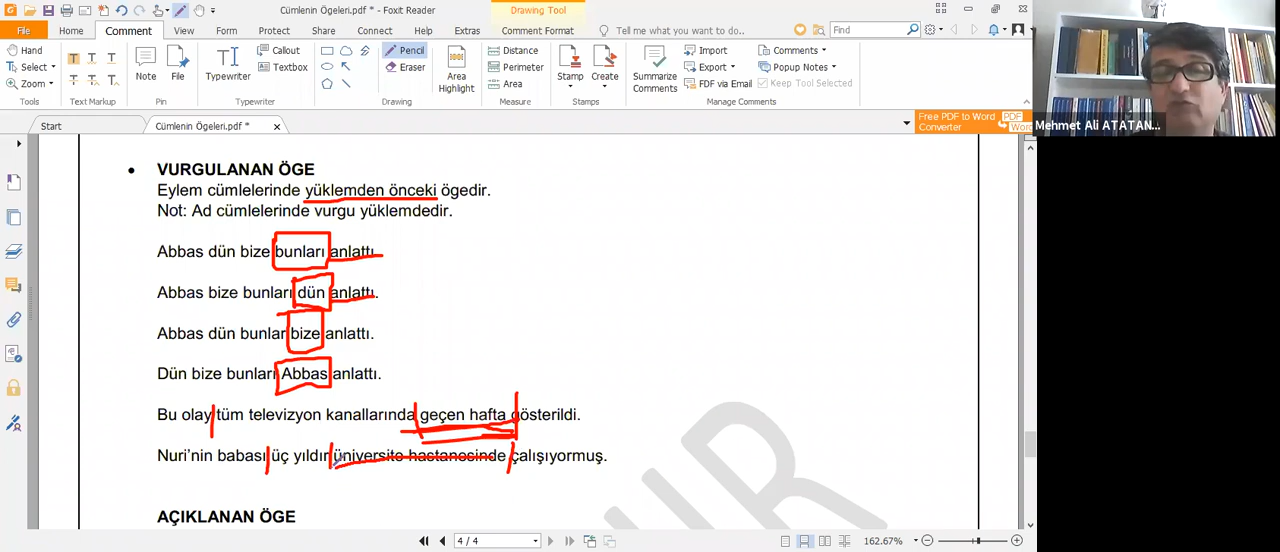 Cümlenin Ögeleri.pdf * - Foxit Reader
Drawing Tool
File Home Comment View Form Protect Share Connect Help Extras Comment Format Tell me what you want to do.. Find
Hand
Select
Zoom
Tools
Text Markup
Note
File
Pin
Typewriter
Callout
Textbox
Typewriter
Pencil
Eraser
Drawing
Area Highlight
Distance
Perimeter
Area
Measure
Stamp
Create
Stamps
Summarize Comments
Import
Export
FDF via Email
Comments
Popup Notes
Keep Tool Selected
Manage Comments
Start
Cümlenin Ögeleri.pdf *
Free PDF to Word Converter
PDF
Word
Mehmet Ali ATATAN...
• VURGULANAN ÖGE
Eylem cümlelerinde yüklemden önceki ögedir.
Not: Ad cümlelerinde vurgu yüklemdedir.
Abbas dün bize bunları anlattı
Abbas bize bunları dün anlattı.
Abbas dün bunları bize anlattı.
Dün bize bunları Abbas anlattı.
Bu olay tüm televizyon kanallarında geçen hafta gösterildi.
Nuri’nin babası üç yıldır üniversite hastanesinde çalışıyormuş.
AÇIKLANAN ÖGE
4 / 4
162.67%